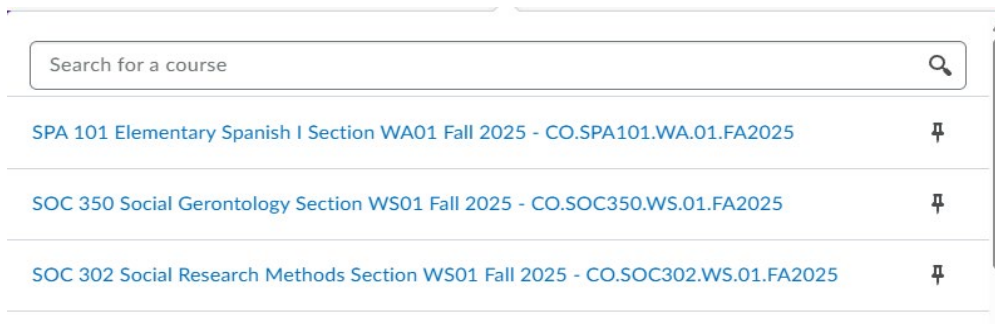 Search for a course
SPA 101 Elementary Spanish I Section WA01 Fall 2025 - CO.SPA101.WA.01.FA2025
SOC 350 Social Gerontology Section WS01 Fall 2025 - CO.SOC350.WS.01.FA2025
SOC 302 Social Research Methods Section WS01 Fall 2025 - CO.SOC302.WS.01.FA2025